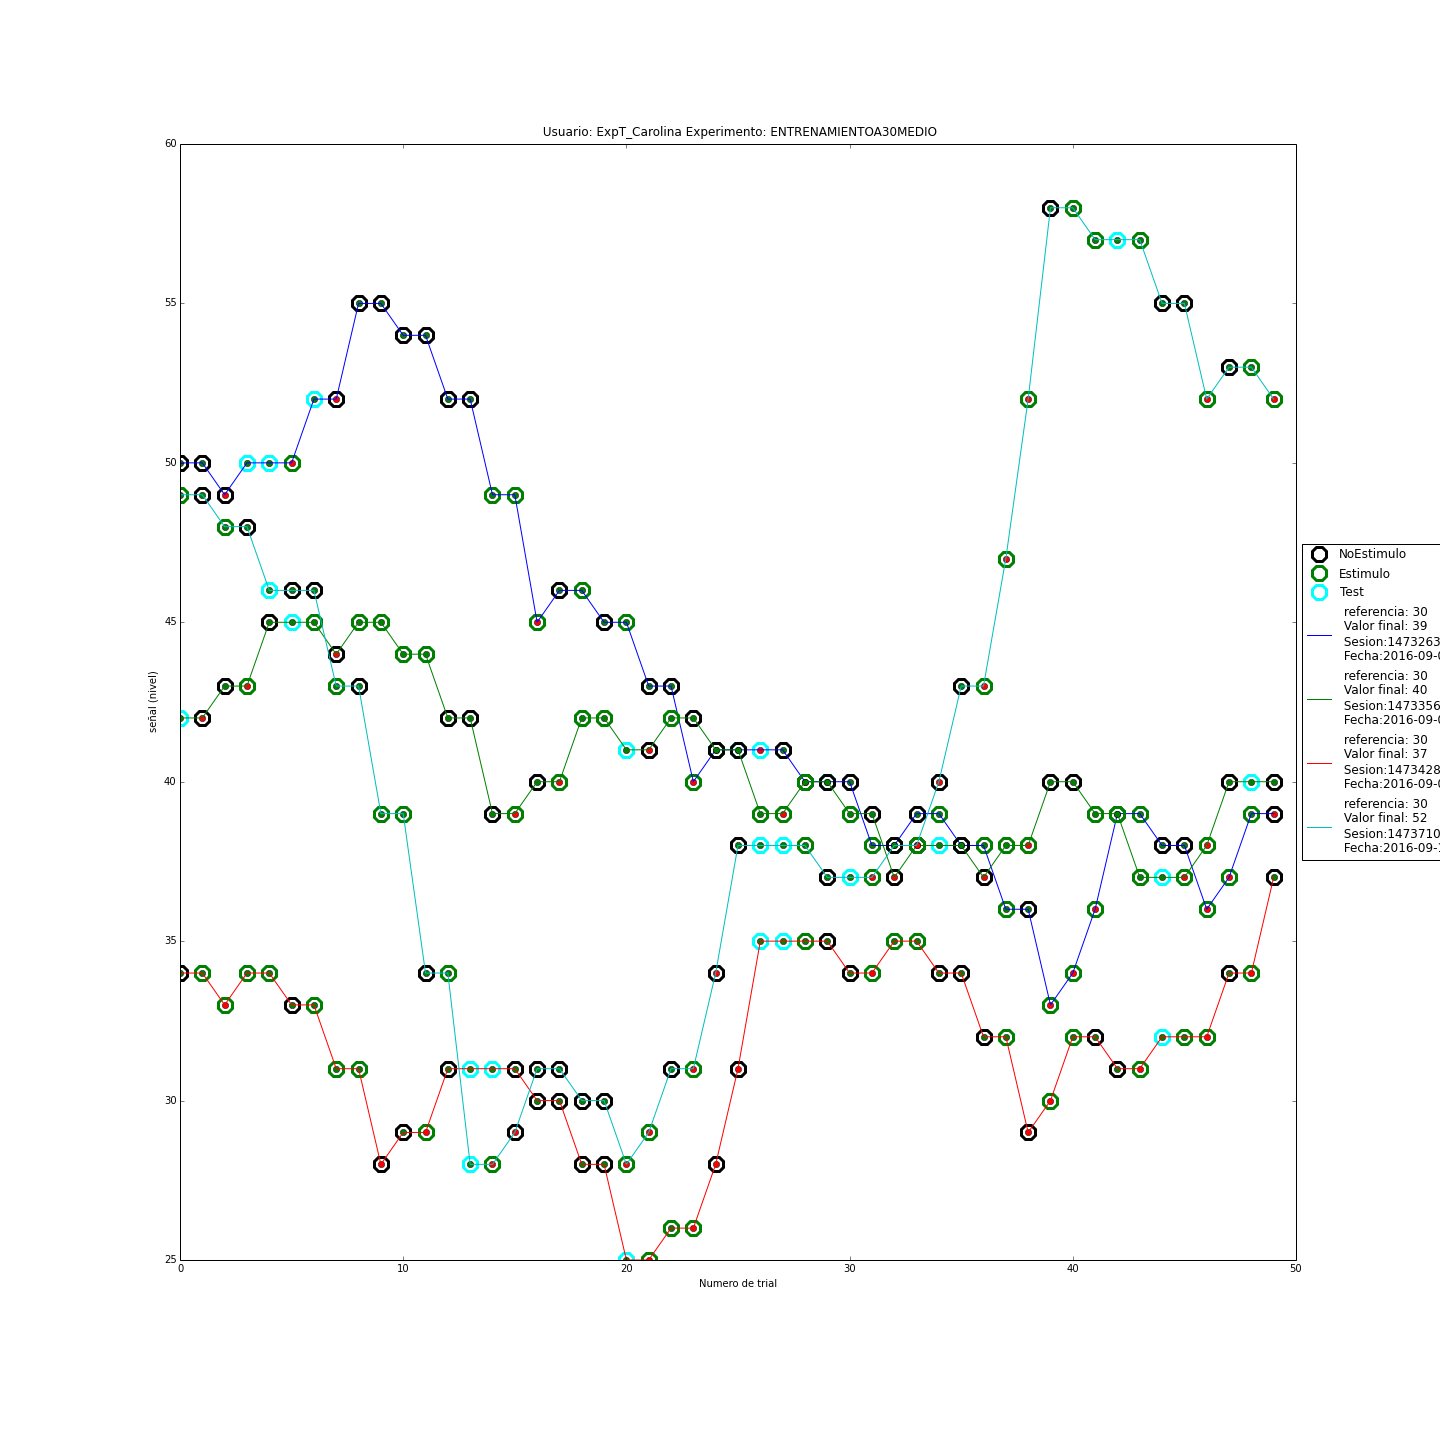 Usuario: ExpT_Carolina Experimento: ENTRENAMIENTOA30MEDIO
60
55
50
45
40
35
30
25
señal (nivel)
0
10
20
30
40
50
Numero de trial
NoEstimulo
Estimulo
Test
referencia: 30
Valor final: 39
Sesion:1473263
Fecha:2016-09-0
referencia: 30
Valor final: 40
Sesion:1473356
Fecha:2016-09-0
referencia: 30
Valor final: 37
Sesion:1473428
Fecha:2016-09-0
referencia: 30
Valor final: 52
Sesion:1473710
Fecha:2016-09-1